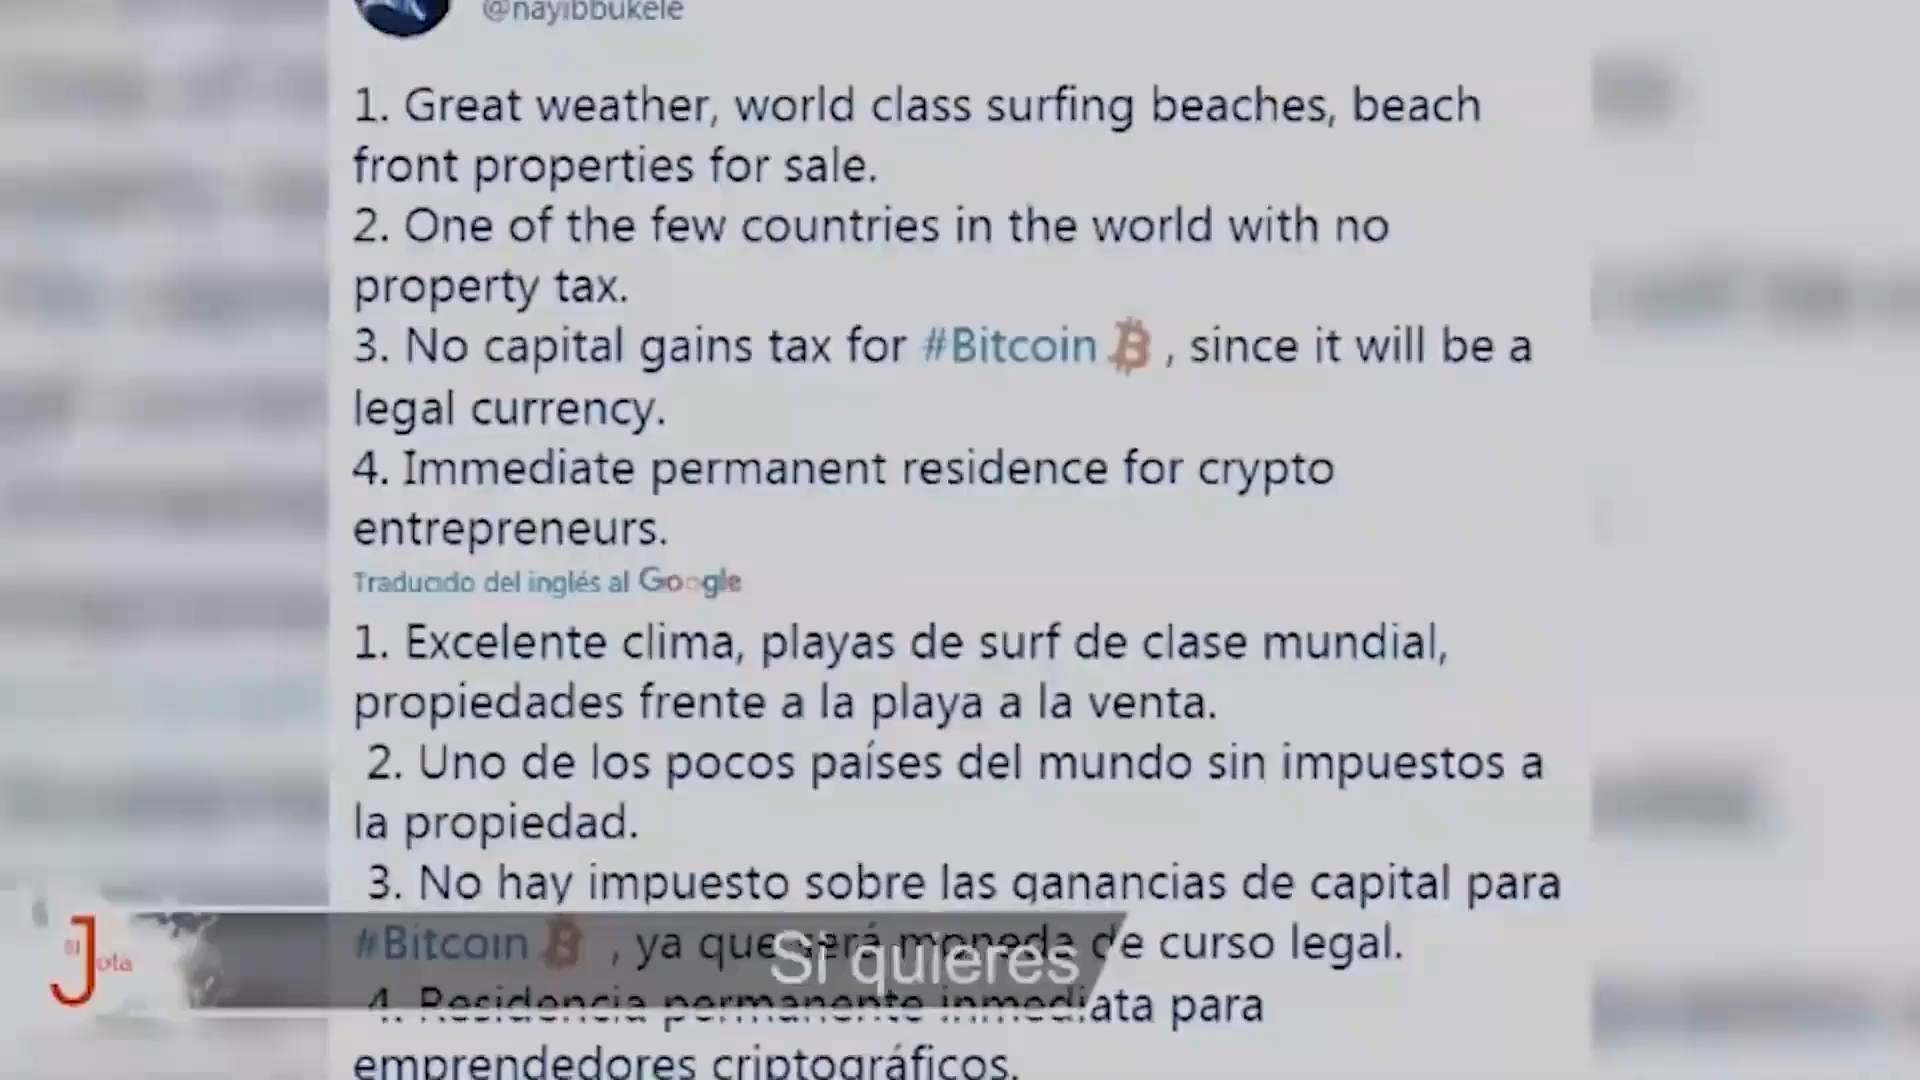 @nayibbukele
1. Great weather, world class surfing beaches, beach
front properties for sale.
2. One of the few countries in the world with no
property tax.
3. No capital gains tax for #Bitcoin , since it will be a
legal currency.
4. Immediate permanent residence for crypto
entrepreneurs.
Traducido del inglés al Google
1. Excelente clima, playas de surf de clase mundial,
propiedades frente a la playa a la venta.
2. Uno de los pocos países del mundo sin impuestos a
la propiedad.
3. No hay impuesto sobre las ganancias de capital para
#Bitcoin , ya que será moneda de curso legal.
Si quieres
4. Residencia permanente inmediata para
emprendedores criptográficos.
Jota